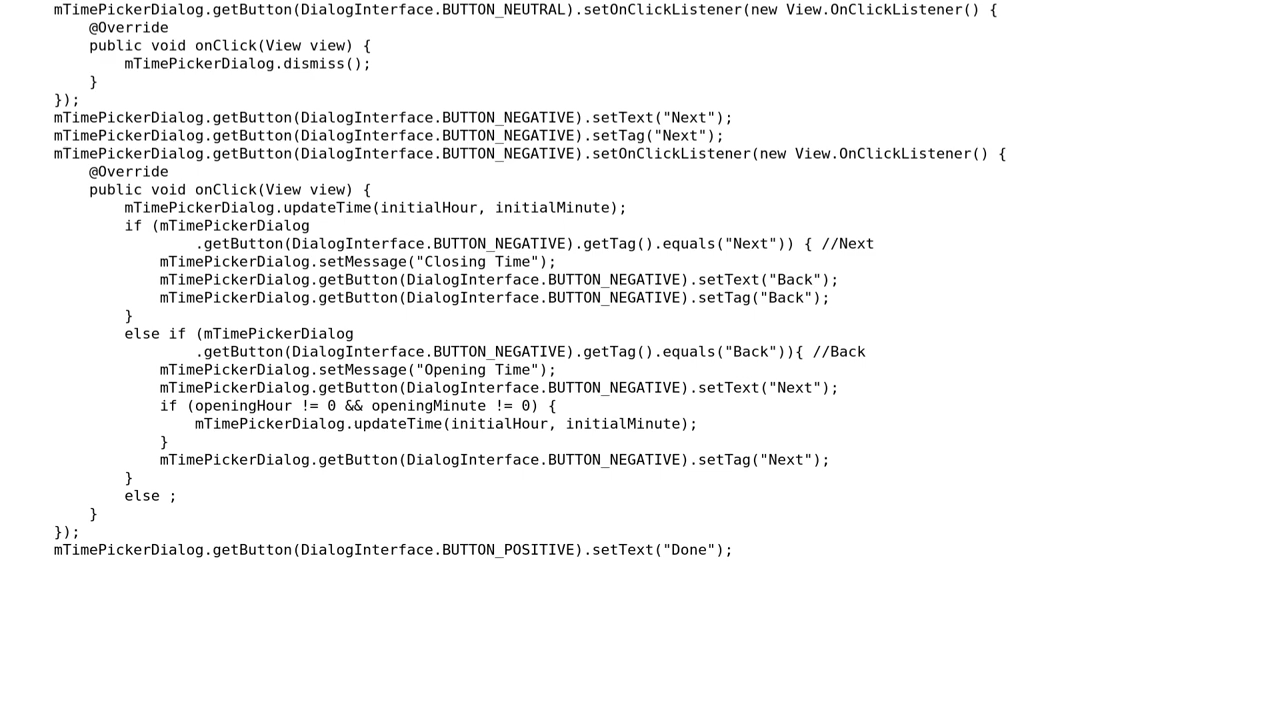 mTimePickerDialog.getButton(DialogInterface.BUTTON_NEUTRAL).setOnClickListener(new View.OnClickListener() {
    @Override
    public void onClick(View view) {
        mTimePickerDialog.dismiss();
    }
});
mTimePickerDialog.getButton(DialogInterface.BUTTON_NEGATIVE).setText("Next");
mTimePickerDialog.getButton(DialogInterface.BUTTON_NEGATIVE).setTag("Next");
mTimePickerDialog.getButton(DialogInterface.BUTTON_NEGATIVE).setOnClickListener(new View.OnClickListener() {
    @Override
    public void onClick(View view) {
        mTimePickerDialog.updateTime(initialHour, initialMinute);
        if (mTimePickerDialog
                .getButton(DialogInterface.BUTTON_NEGATIVE).getTag().equals("Next")) { //Next
            mTimePickerDialog.setMessage("Closing Time");
            mTimePickerDialog.getButton(DialogInterface.BUTTON_NEGATIVE).setText("Back");
            mTimePickerDialog.getButton(DialogInterface.BUTTON_NEGATIVE).setTag("Back");
        }
        else if (mTimePickerDialog
                .getButton(DialogInterface.BUTTON_NEGATIVE).getTag().equals("Back")){ //Back
            mTimePickerDialog.setMessage("Opening Time");
            mTimePickerDialog.getButton(DialogInterface.BUTTON_NEGATIVE).setText("Next");
            if (openingHour != 0 && openingMinute != 0) {
                mTimePickerDialog.updateTime(initialHour, initialMinute);
            }
            mTimePickerDialog.getButton(DialogInterface.BUTTON_NEGATIVE).setTag("Next");
        }
        else ;
    }
});
mTimePickerDialog.getButton(DialogInterface.BUTTON_POSITIVE).setText("Done");